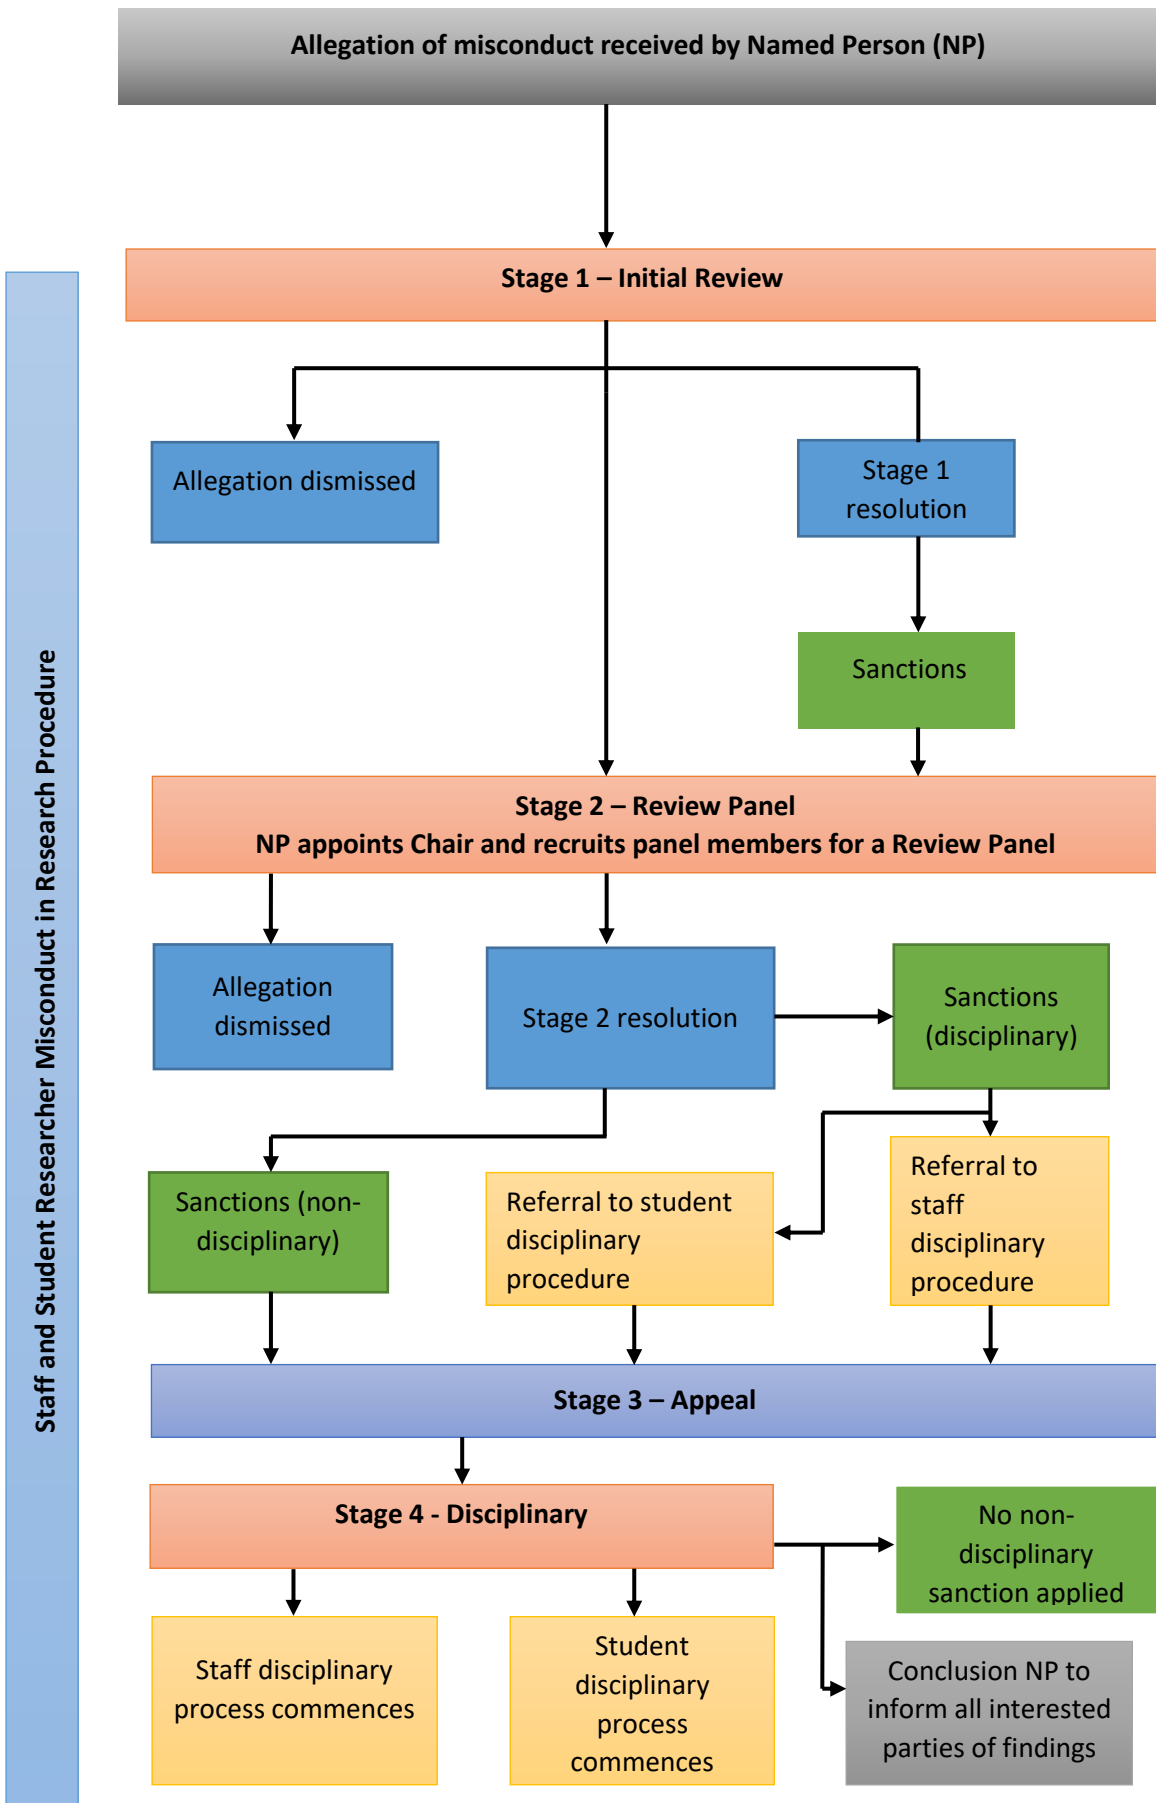 Allegation of misconduct received by Named Person (NP)
Staff and Student Researcher Misconduct in Research Procedure
Stage 1 – Initial Review
Allegation dismissed
Stage 1
resolution
Sanctions
Stage 2 – Review Panel
NP appoints Chair and recruits panel members for a Review Panel
Allegation
dismissed
Stage 2 resolution
Sanctions
(disciplinary)
Sanctions (non-
disciplinary)
Referral to student
disciplinary
procedure
Referral to
staff
disciplinary
procedure
Stage 3 – Appeal
Stage 4 - Disciplinary
No non-
disciplinary
sanction applied
Staff disciplinary
process commences
Student
disciplinary
process
commences
Conclusion NP to
inform all interested
parties of findings